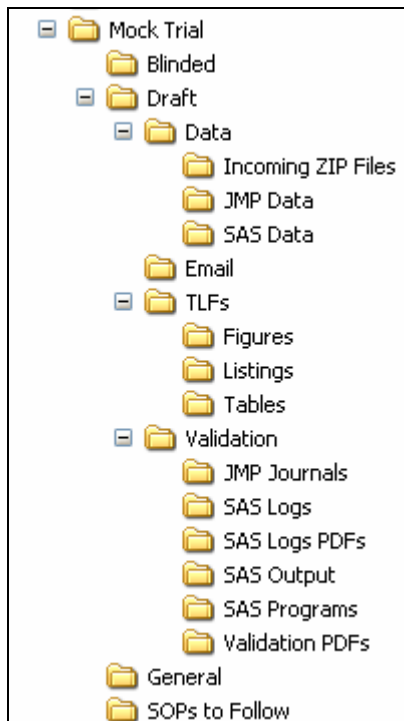 Mock Trial
Blinded
Draft
Data
Incoming ZIP Files
JMP Data
SAS Data
Email
TLFs
Figures
Listings
Tables
Validation
JMP Journals
SAS Logs
SAS Logs PDFs
SAS Output
SAS Programs
Validation PDFs
General
SOPs to Follow